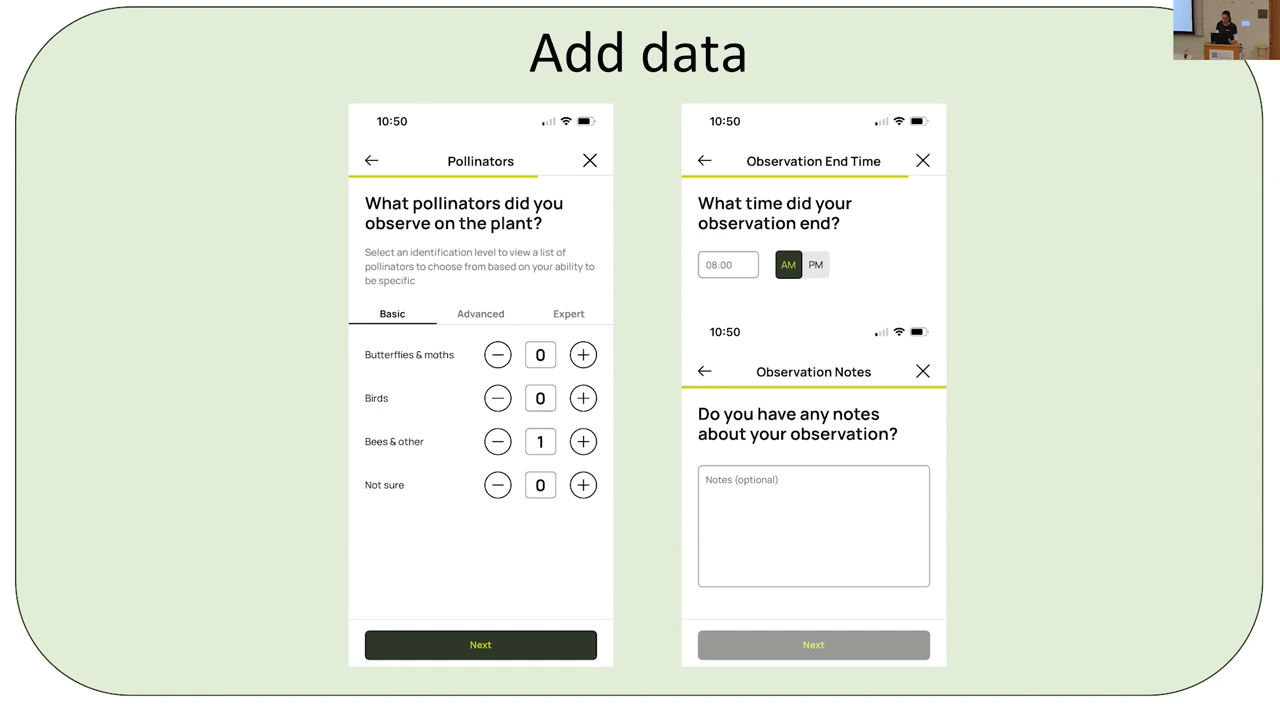 Add data
10:50
Pollinators
What pollinators did you
observe on the plant?
Select an identification level to view a list of
pollinators to choose from based on your ability to
be specific
Basic Advanced Expert
Butterflies & moths 0
Birds 0
Bees & other 1
Not sure 0
Next
10:50
Observation End Time
What time did your
observation end?
08:00 AM PM
10:50
Observation Notes
Do you have any notes
about your observation?
Notes (optional)
Next